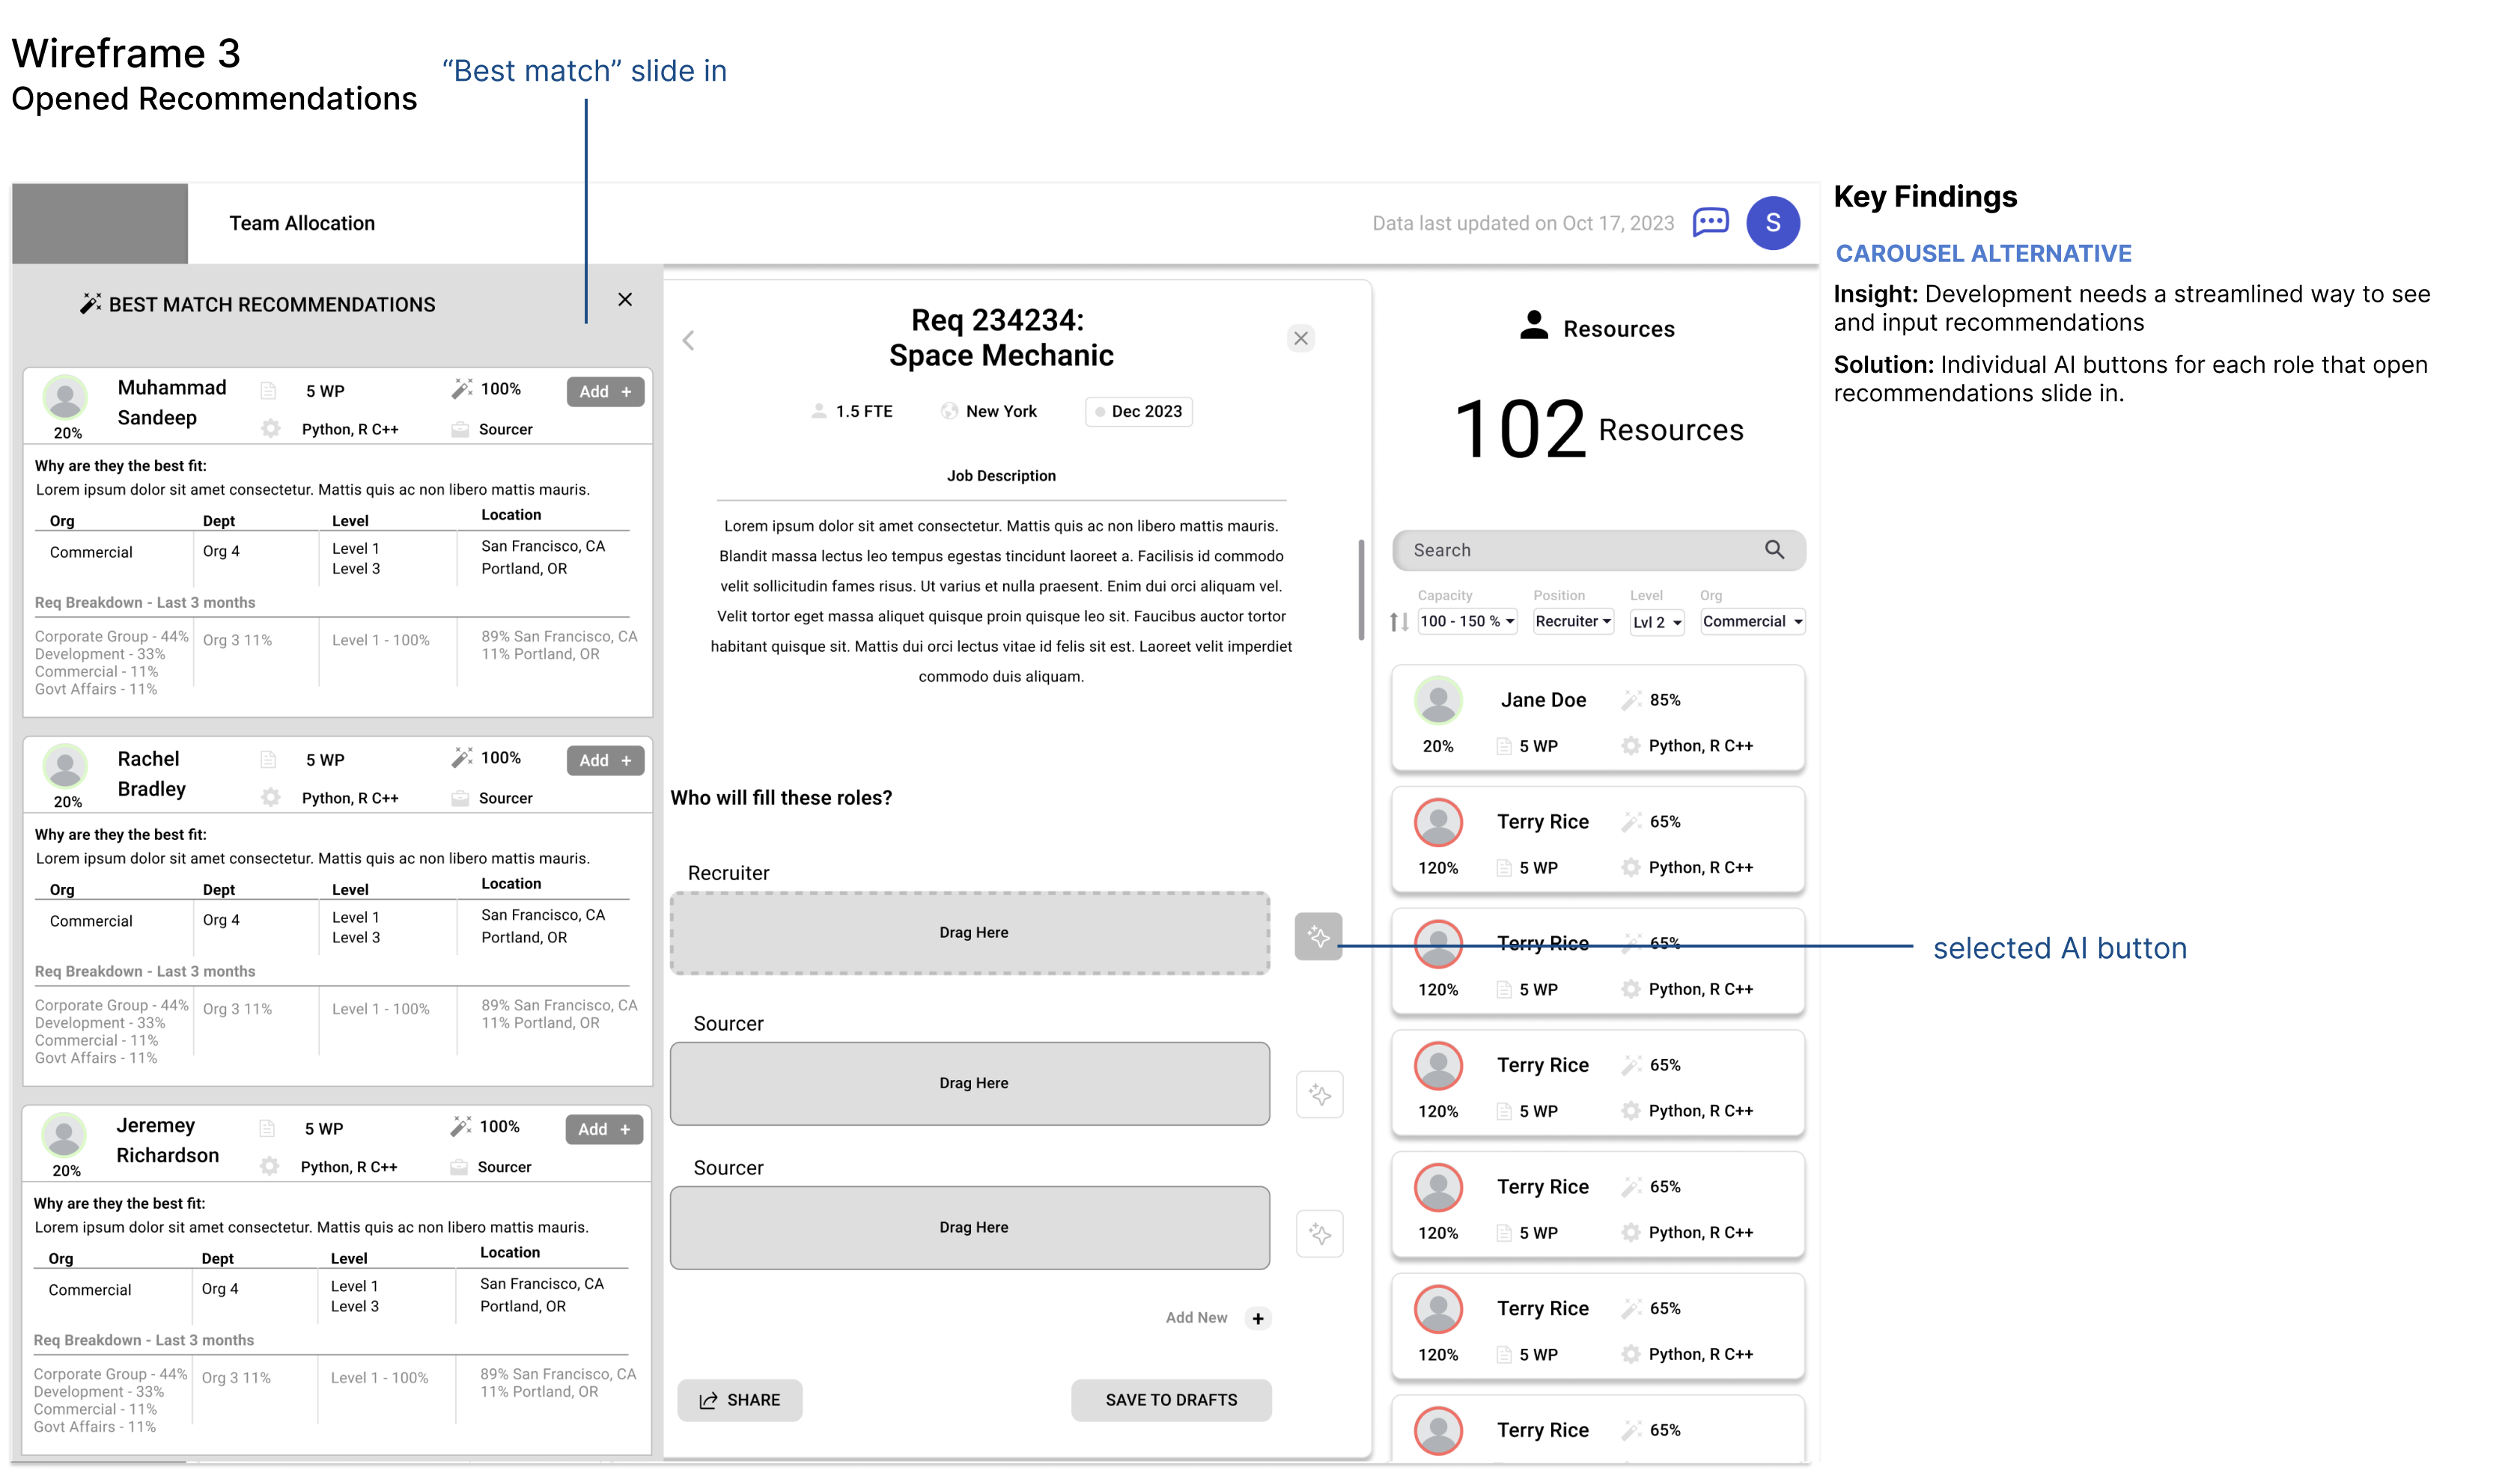 Wireframe 3
Opened Recommendations
“Best match” slide in
Team Allocation
Data last updated on Oct 17, 2023
S
BEST MATCH RECOMMENDATIONS
Muhammad
Sandeep
20%
5 WP
100%
Add +
Python, R C++
Sourcer
Why are they the best fit:
Lorem ipsum dolor sit amet consectetur. Mattis quis ac non libero mattis mauris.
Org Dept Level Location
Commercial
Org 4
Level 1
Level 3
San Francisco, CA
Portland, OR
Req Breakdown - Last 3 months
Corporate Group - 44%
Development - 33%
Commercial - 11%
Govt Affairs - 11%
Org 3 11%
Level 1 - 100%
89% San Francisco, CA
11% Portland, OR
Rachel
Bradley
20%
5 WP
100%
Add +
Python, R C++
Sourcer
Why are they the best fit:
Lorem ipsum dolor sit amet consectetur. Mattis quis ac non libero mattis mauris.
Org Dept Level Location
Commercial
Org 4
Level 1
Level 3
San Francisco, CA
Portland, OR
Req Breakdown - Last 3 months
Corporate Group - 44%
Development - 33%
Commercial - 11%
Govt Affairs - 11%
Org 3 11%
Level 1 - 100%
89% San Francisco, CA
11% Portland, OR
Jeremey
Richardson
20%
5 WP
100%
Add +
Python, R C++
Sourcer
Why are they the best fit:
Lorem ipsum dolor sit amet consectetur. Mattis quis ac non libero mattis mauris.
Org Dept Level Location
Commercial
Org 4
Level 1
Level 3
San Francisco, CA
Portland, OR
Req Breakdown - Last 3 months
Corporate Group - 44%
Development - 33%
Commercial - 11%
Govt Affairs - 11%
Org 3 11%
Level 1 - 100%
89% San Francisco, CA
11% Portland, OR
Req 234234:
Space Mechanic
1.5 FTE
New York
Dec 2023
Job Description
Lorem ipsum dolor sit amet consectetur. Mattis quis ac non libero mattis mauris.
Blandit massa lectus leo tempus egestas tincidunt laoreet a. Facilisis id commodo
velit sollicitudin fames risus. Ut varius et nulla praesent. Enim dui orci aliquam vel.
Velit tortor eget massa aliquet quisque proin quisque leo sit. Faucibus auctor tortor
habitant quisque sit. Mattis dui orci lectus vitae id felis sit est. Laoreet velit imperdiet
commodo duis aliquam.
Who will fill these roles?
Recruiter
Drag Here
Sourcer
Drag Here
Sourcer
Drag Here
Add New +
SHARE
SAVE TO DRAFTS
Resources
102 Resources
Search
Capacity Position Level Org
100 - 150 % Recruiter Lvl 2 Commercial
Jane Doe 85%
20% 5 WP Python, R C++
Terry Rice 65%
120% 5 WP Python, R C++
Terry Rice 65%
120% 5 WP Python, R C++
Terry Rice 65%
120% 5 WP Python, R C++
Terry Rice 65%
120% 5 WP Python, R C++
Terry Rice 65%
120% 5 WP Python, R C++
Terry Rice 65%
Key Findings
CAROUSEL ALTERNATIVE
Insight: Development needs a streamlined way to see
and input recommendations
Solution: Individual AI buttons for each role that open
recommendations slide in.
selected AI button